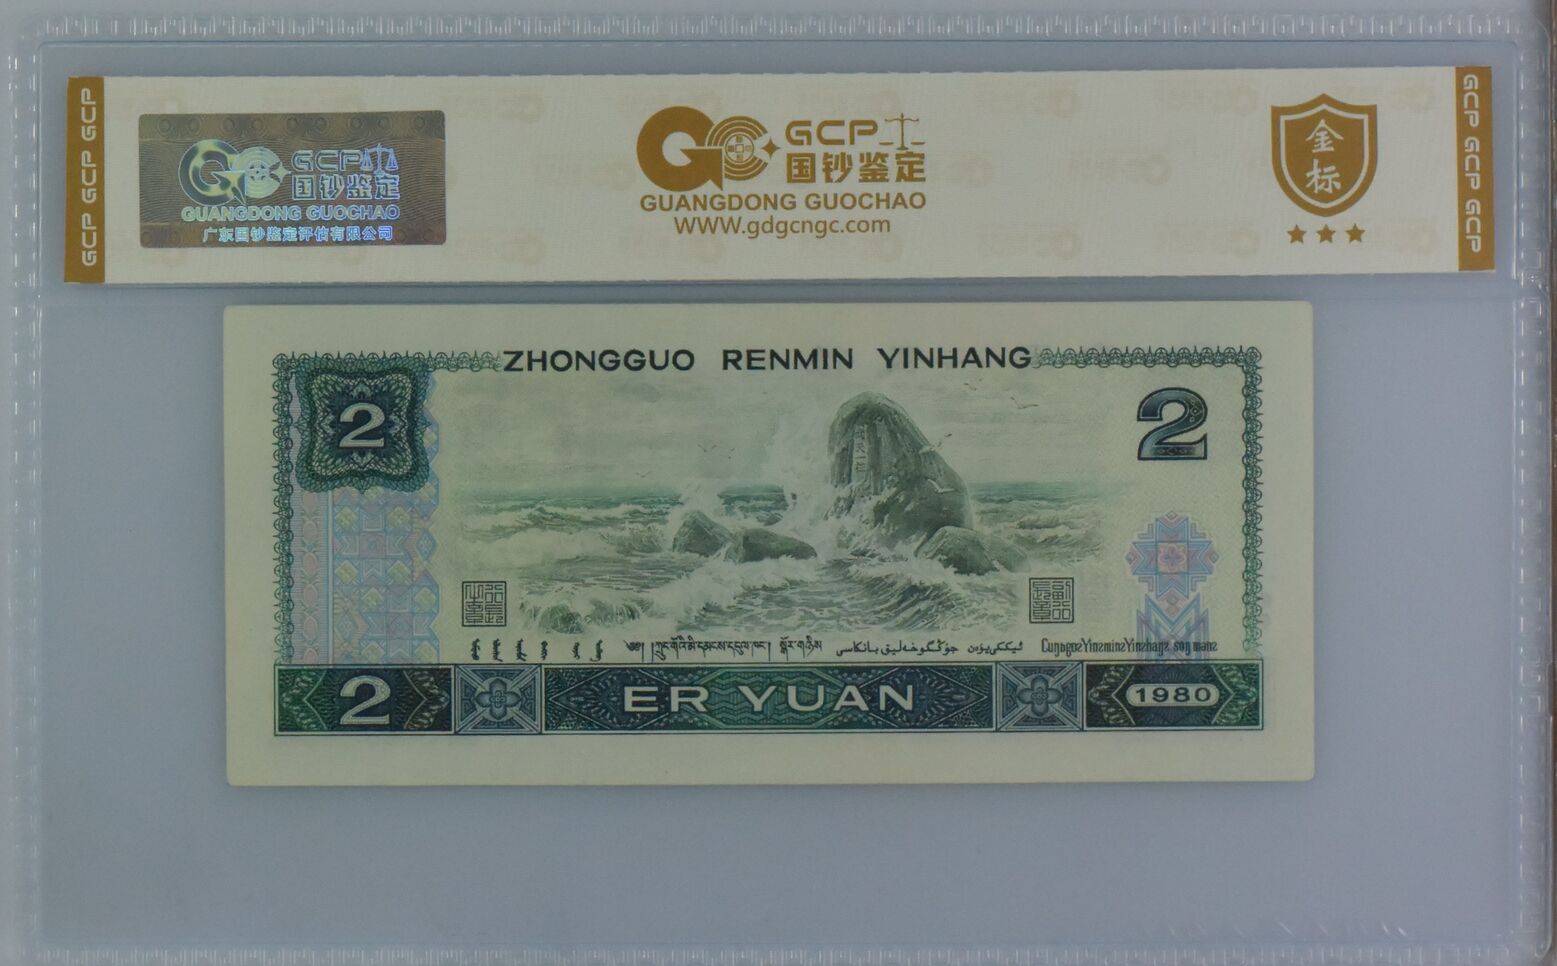 GCP GCP GCP
GCP
国钞鉴定
GUANGDONG GUOCHAO
广东国钞鉴定评估有限公司
GCP
国钞鉴定
GUANGDONG GUOCHAO
WWW.gdgcngc.com
金标
GCP GCP GCP
ZHONGGUO RENMIN YINHANG
2
2
2
ER YUAN
1980